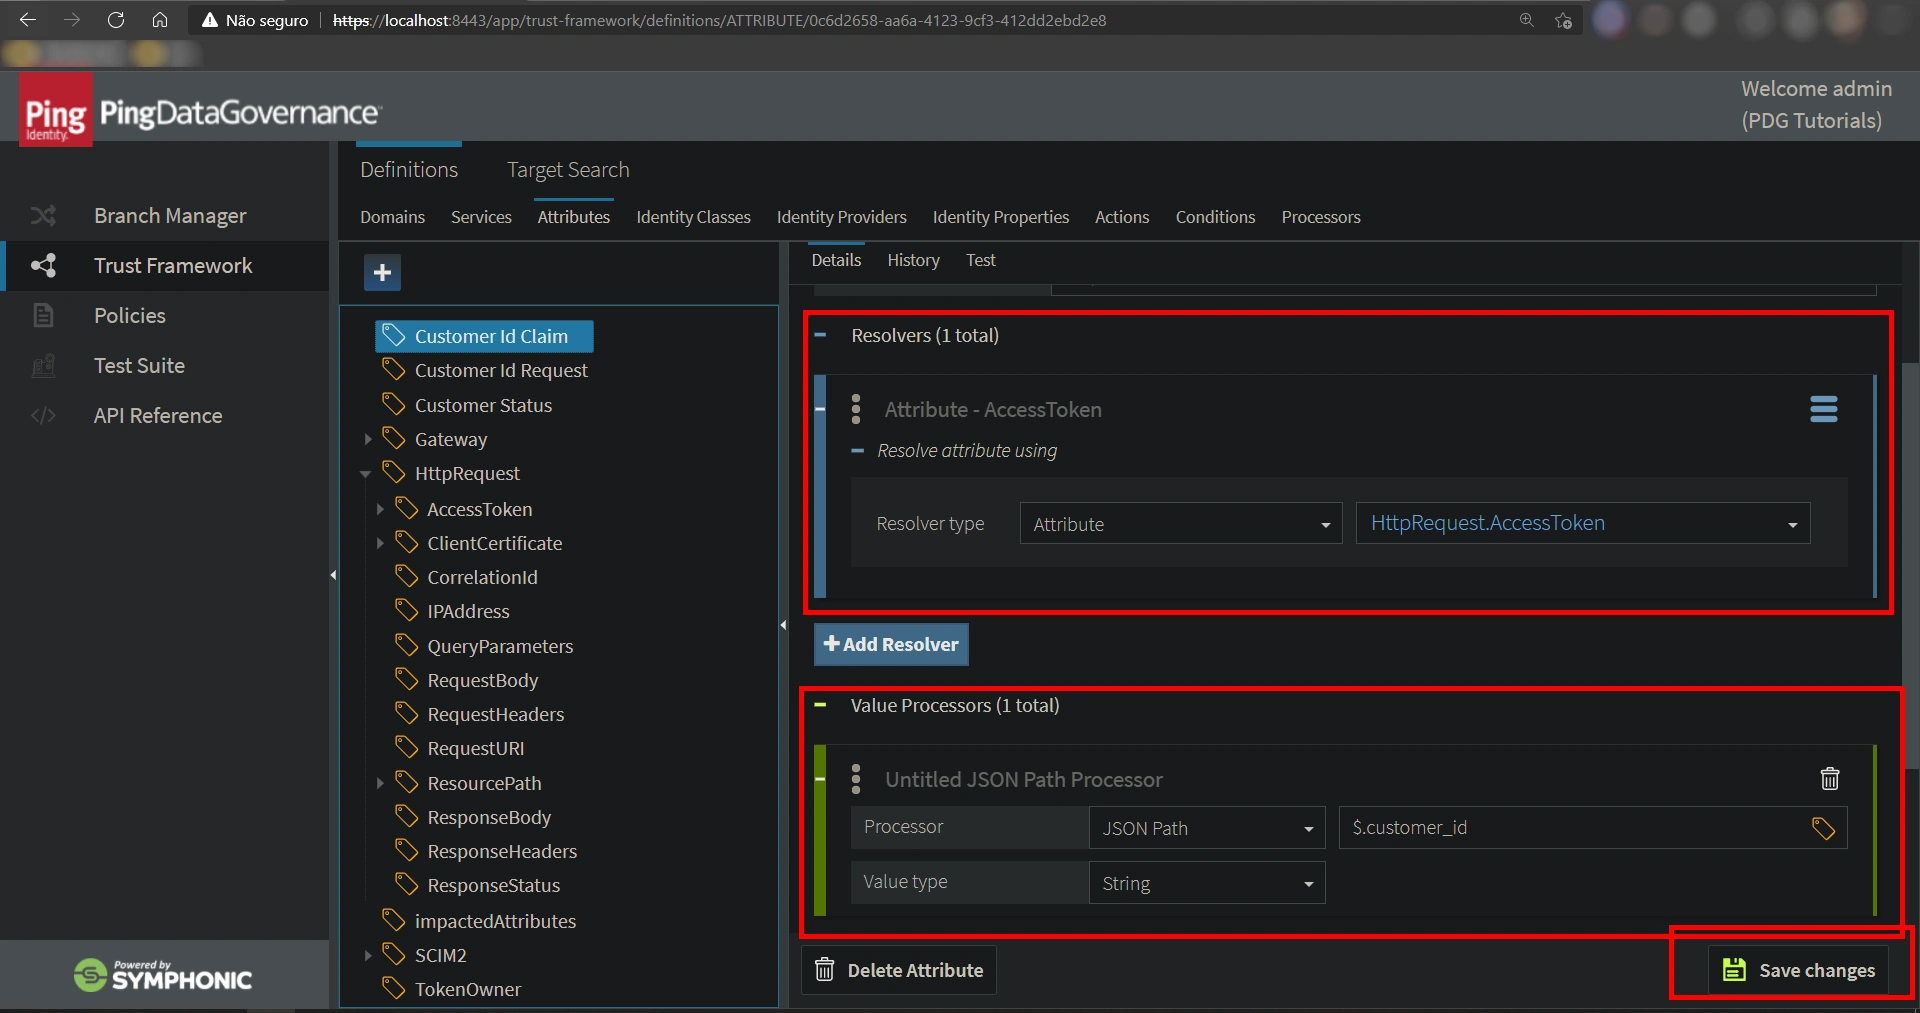 Não seguro
https://localhost:8443/app/trust-framework/definitions/ATTRIBUTE/0c6d2658-aa6a-4123-9cf3-412dd2ebd2e8
Ping
Identity.
PingDataGovernance
Welcome admin
(PDG Tutorials)
Branch Manager
Trust Framework
Policies
Test Suite
API Reference
Powered by
SYMPHONIC
Definitions
Target Search
Domains
Services
Attributes
Identity Classes
Identity Providers
Identity Properties
Actions
Conditions
Processors
Customer Id Claim
Customer Id Request
Customer Status
Gateway
HttpRequest
AccessToken
ClientCertificate
CorrelationId
IPAddress
QueryParameters
RequestBody
RequestHeaders
RequestURI
ResourcePath
ResponseBody
ResponseHeaders
ResponseStatus
impactedAttributes
SCIM2
TokenOwner
Details
History
Test
Resolvers (1 total)
Attribute - AccessToken
Resolve attribute using
Resolver type
Attribute
HttpRequest.AccessToken
Add Resolver
Value Processors (1 total)
Untitled JSON Path Processor
Processor
JSON Path
$.customer_id
Value type
String
Delete Attribute
Save changes